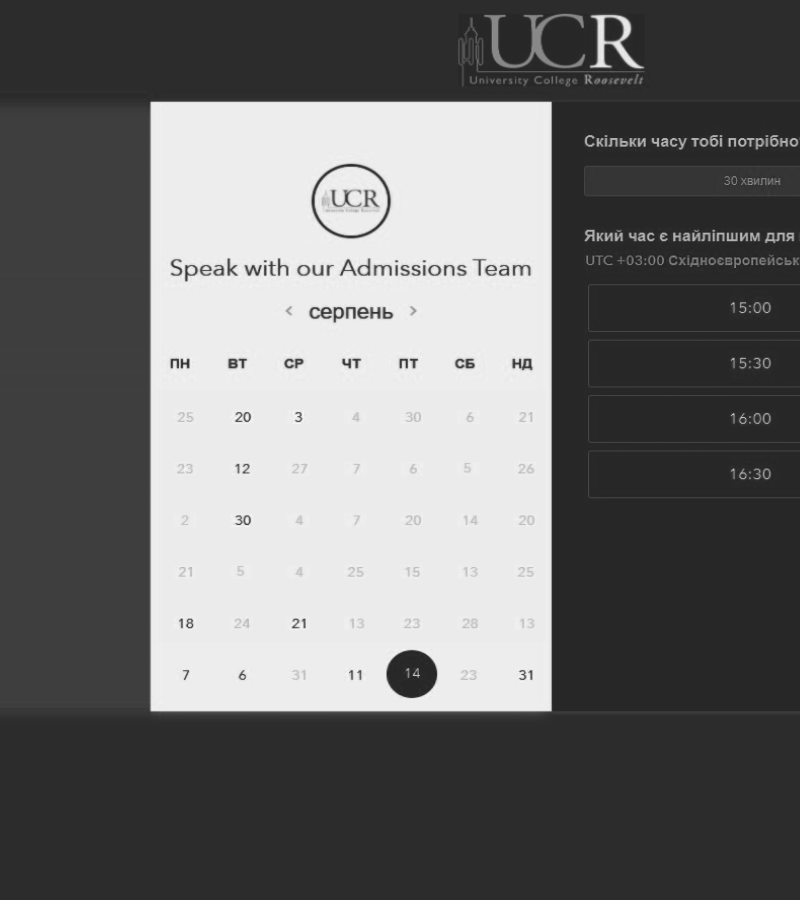 UCR
University College Roosevelt
UCR
University College Roosevelt
Speak with our Admissions Team
серпень
ПН ВТ СР ЧТ ПТ СБ НД
25 20 3 4 30 6 21
23 12 27 7 6 5 26
2 30 4 7 20 14 20
21 5 4 25 15 13 25
18 24 21 13 23 28 13
7 6 31 11 14 23 31
Скільки часу тобі потрібно
30 хвилин
Який час є найліпшим для
UTC +03:00 Східноєвропейськ
15:00
15:30
16:00
16:30